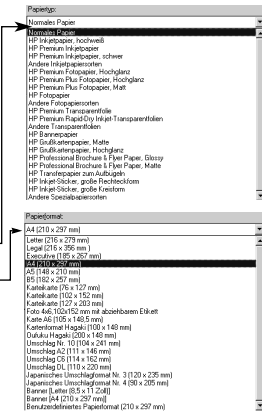 Papiertyp:
Normales Papier
Normales Papier
HP Inkjetpapier, hochweiß
HP Premium Inkjetpapier
HP Premium Inkjetpapier, schwer
Andere Inkjetpapiersorten
HP Premium Fotopapier, Hochglanz
HP Premium Plus Fotopapier, Hochglanz
HP Premium Plus Fotopapier, Matt
HP Fotopapier
Andere Fotopapiersorten
HP Premium Transparentfolie
HP Premium Rapid-Dry Inkjet-Transparentfolien
Andere Transparentfolien
HP Bannerpapier
HP Grußkartenpapier, Matt
HP Grußkartenpapier, Hochglanz
HP Professional Brochure & Flyer Paper, Glossy
HP Professional Brochure & Flyer Paper, Matte
HP Transferpapier zum Aufbügeln
HP Inkjet-Sticker, große Rechteckform
HP Inkjet-Sticker, große Kreisform
Andere Spezialpapiersorten
Papierformat:
A4 (210 x 297 mm)
Letter (216 x 279 mm)
Legal (216 x 356 mm )
Executive (185 x 267 mm)
A4 (210 x 297 mm)
A5 (148 x 210 mm)
B5 (182 x 257 mm)
Karteikarte (76 x 127 mm)
Karteikarte (102 x 152 mm)
Karteikarte (127 x 203 mm)
Foto 4x6,102x152 mm mit abziehbarem Etikett
Karte A6 (105 x 148,5 mm)
Kartenformat Hagaki (100 x 148 mm)
Oufuku Hagaki (200 x 148 mm)
Umschlag Nr. 10 (104 x 241 mm)
Umschlag A2 (111 x 146 mm)
Umschlag C6 (114 x 162 mm)
Umschlag DL (110 x 220 mm)
Japanisches Umschlagformat Nr. 3 (120 x 235 mm)
Japanisches Umschlagformat Nr. 4 (90 x 205 mm)
Banner [Letter (8,5 x 11 Zoll)]
Banner [A4 (210 x 297 mm)]
Benutzerdefiniertes Papierformat (210 x 297 mm)